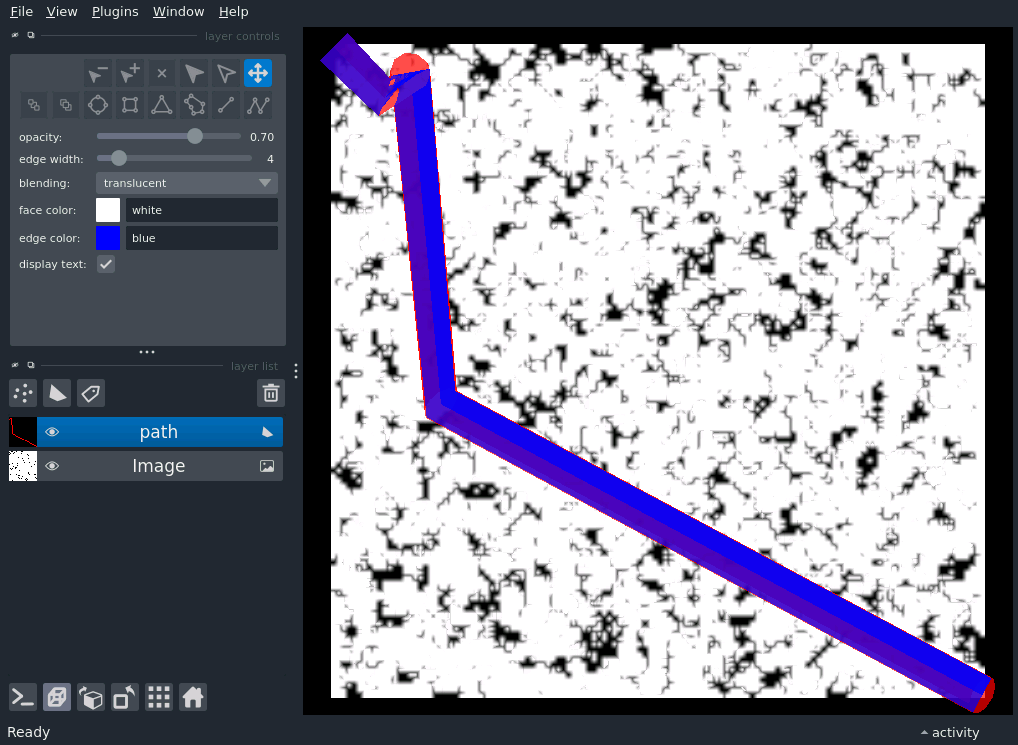 File View Plugins Window Help
layer controls
opacity: 0.70
edge width: 4
blending: translucent
face color: white
edge color: blue
display text:
layer list
path
Image
Ready
activity